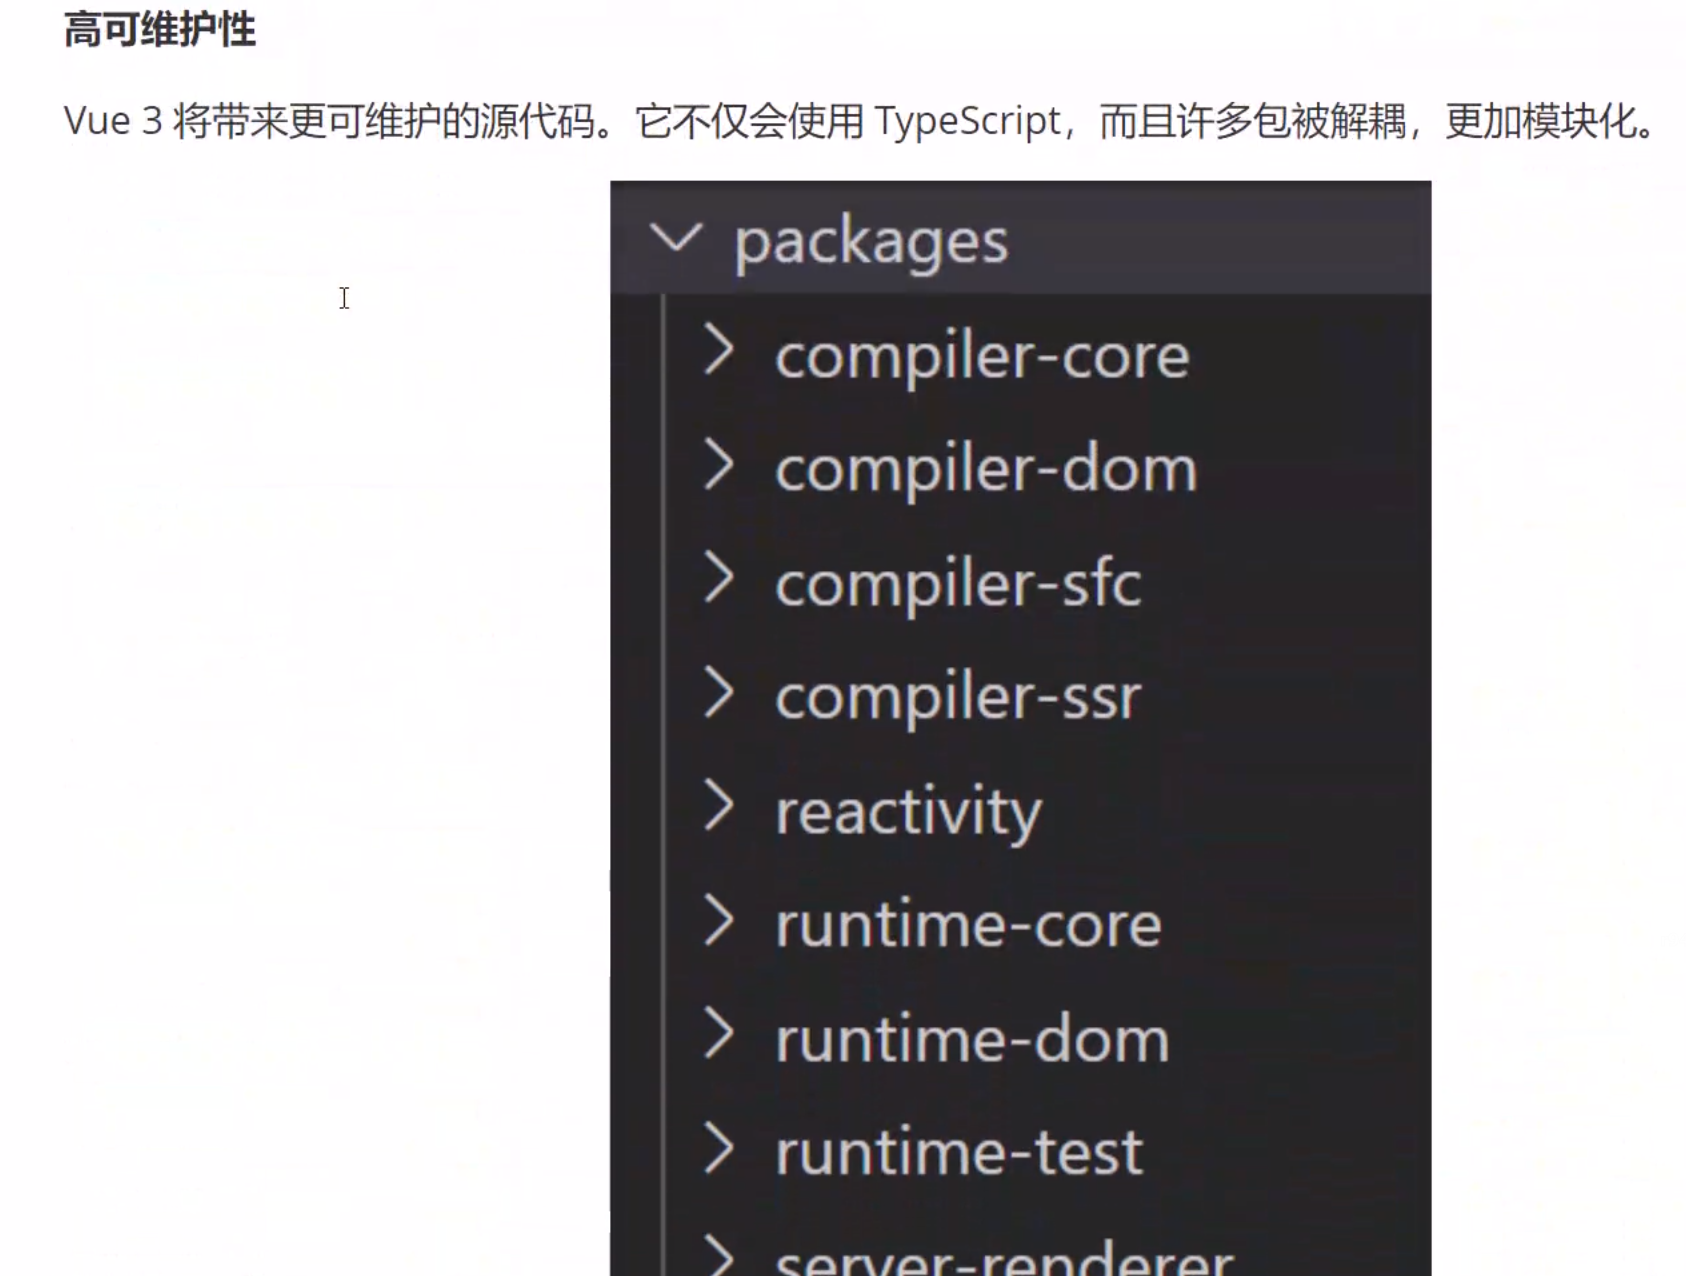 高可维护性
Vue 3 将带来更可维护的源代码。它不仅会使用 TypeScript，而且许多包被解耦，更加模块化。
packages
compiler-core
compiler-dom
compiler-sfc
compiler-ssr
reactivity
runtime-core
runtime-dom
runtime-test
server-renderer